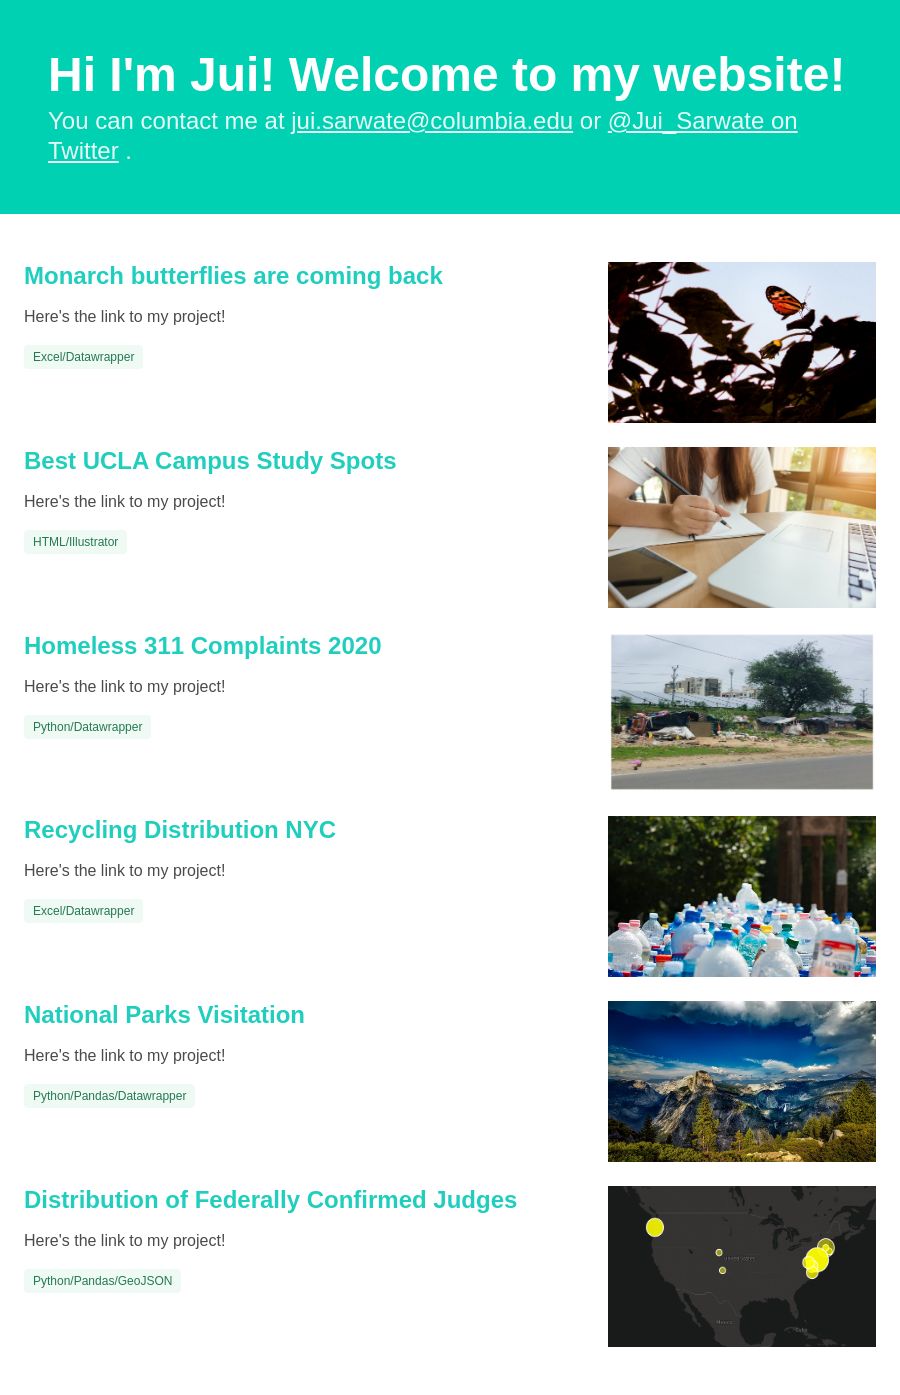 Hi I'm Jui! Welcome to my website!
You can contact me at jui.sarwate@columbia.edu or @Jui_Sarwate on
Twitter .
Monarch butterflies are coming back
Here's the link to my project!
Excel/Datawrapper
Best UCLA Campus Study Spots
Here's the link to my project!
HTML/Illustrator
Homeless 311 Complaints 2020
Here's the link to my project!
Python/Datawrapper
Recycling Distribution NYC
Here's the link to my project!
Excel/Datawrapper
National Parks Visitation
Here's the link to my project!
Python/Pandas/Datawrapper
Distribution of Federally Confirmed Judges
Here's the link to my project!
Python/Pandas/GeoJSON
United States
Mexico
Cuba